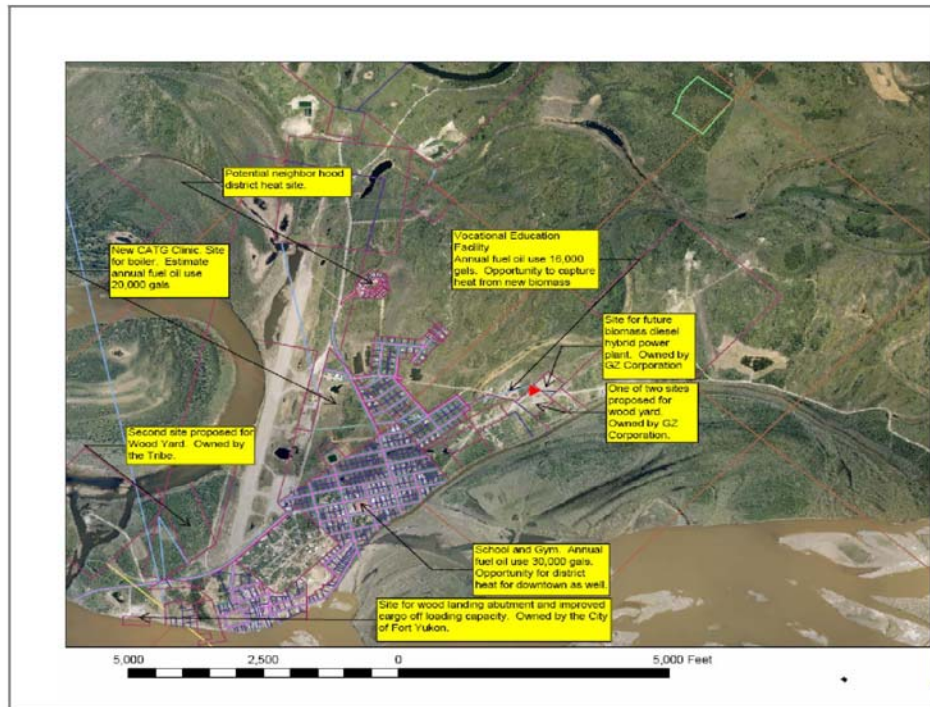 Potential neighbor hood
district heat site.
New CATG Clinic. Site
for boiler. Estimate
annual fuel oil use
20,000 gals
Vocational Education
Facility
Annual fuel oil use 16,000
gals. Opportunity to capture
heat from new biomass
Site for future
biomass diesel
hybrid power
plant. Owned by
GZ Corporation
One of two sites
proposed for
wood yard.
Owned by GZ
Corporation.
Second site proposed for
Wood Yard. Owned by
the Tribe.
School and Gym. Annual
fuel oil use 30,000 gals.
Opportunity for district
heat for downtown as well.
Site for wood landing abutment and improved
cargo off loading capacity. Owned by the City
of Fort Yukon.
5,000 2,500 0 5,000 Feet